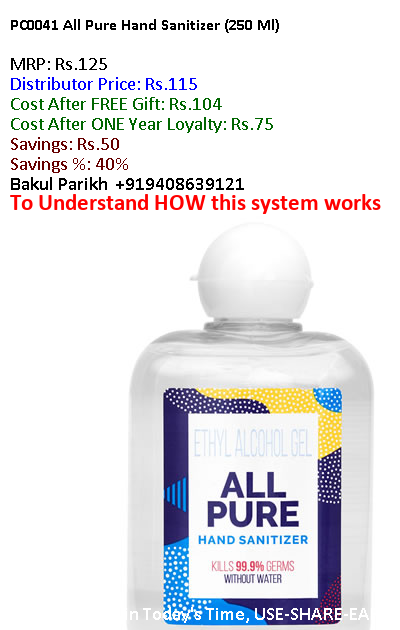 PC0041 All Pure Hand Sanitizer (250 Ml)
MRP: Rs.125
Distributor Price: Rs.115
Cost After FREE Gift: Rs.104
Cost After ONE Year Loyalty: Rs.75
Savings: Rs.50
Savings %: 40%
Bakul Parikh +919408639121
To Understand HOW this system works
ETHYL ALCOHOL GEL
ALL
PURE
HAND SANITIZER
KILLS 99.9% GERMS
WITHOUT WATER
Today's Time, USE-SHARE-EA